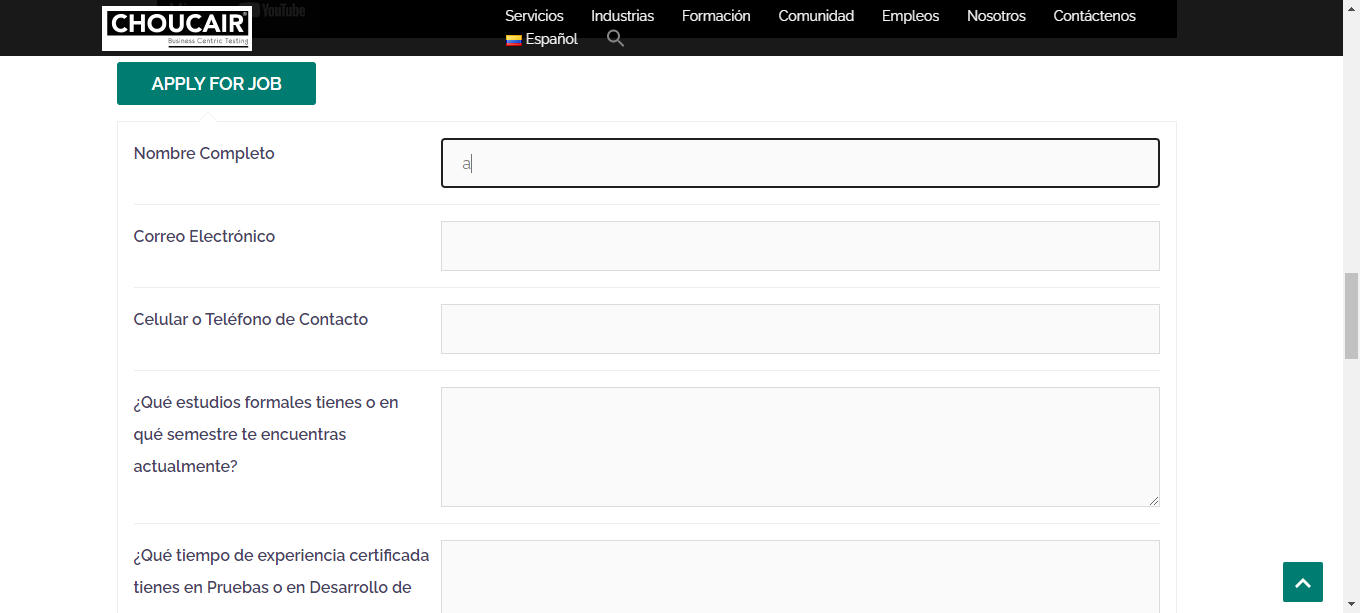 YouTube
CHOUCAIR
Business Centric Testing
Servicios Industrias Formación Comunidad Empleos Nosotros Contáctenos
Español
APPLY FOR JOB
Nombre Completo
a
Correo Electrónico
Celular o Teléfono de Contacto
¿Qué estudios formales tienes o en
qué semestre te encuentras
actualmente?
¿Qué tiempo de experiencia certificada
tienes en Pruebas o en Desarrollo de